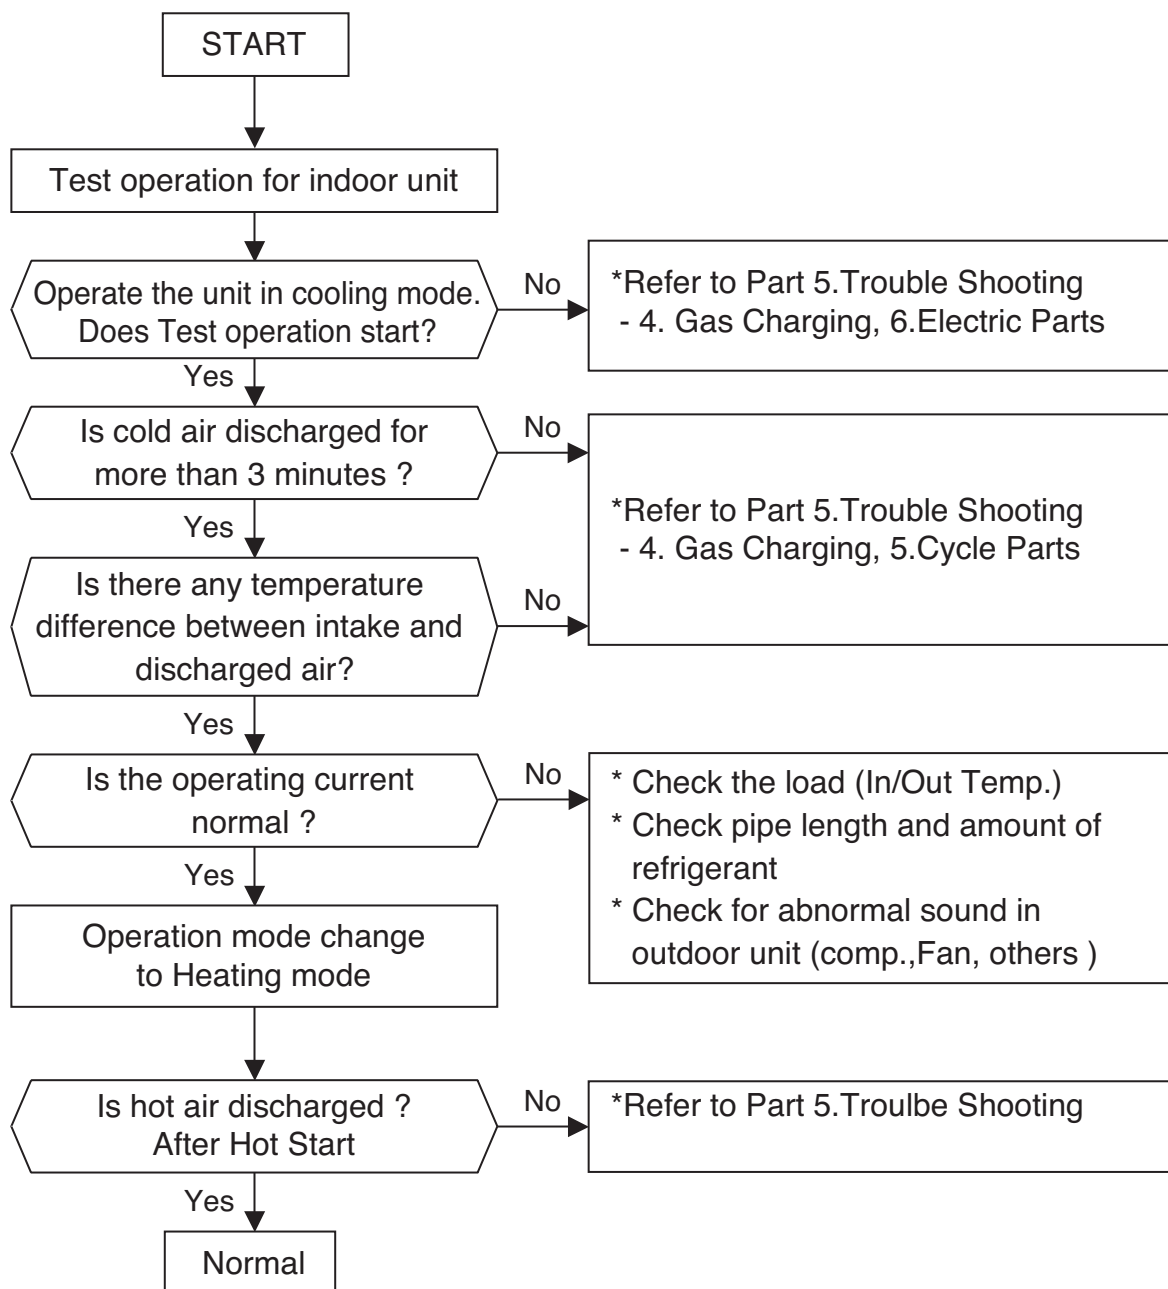 START
Test operation for indoor unit
Operate the unit in cooling mode.
Does Test operation start?
No
*Refer to Part 5.Trouble Shooting
- 4. Gas Charging, 6.Electric Parts
Yes
Is cold air discharged for
more than 3 minutes ?
No
*Refer to Part 5.Trouble Shooting
- 4. Gas Charging, 5.Cycle Parts
Yes
Is there any temperature
difference between intake and
discharged air?
No
Yes
Is the operating current
normal ?
No
* Check the load (In/Out Temp.)
* Check pipe length and amount of
refrigerant
* Check for abnormal sound in
outdoor unit (comp.,Fan, others )
Yes
Operation mode change
to Heating mode
Is hot air discharged ?
After Hot Start
No
*Refer to Part 5.Troulbe Shooting
Yes
Normal